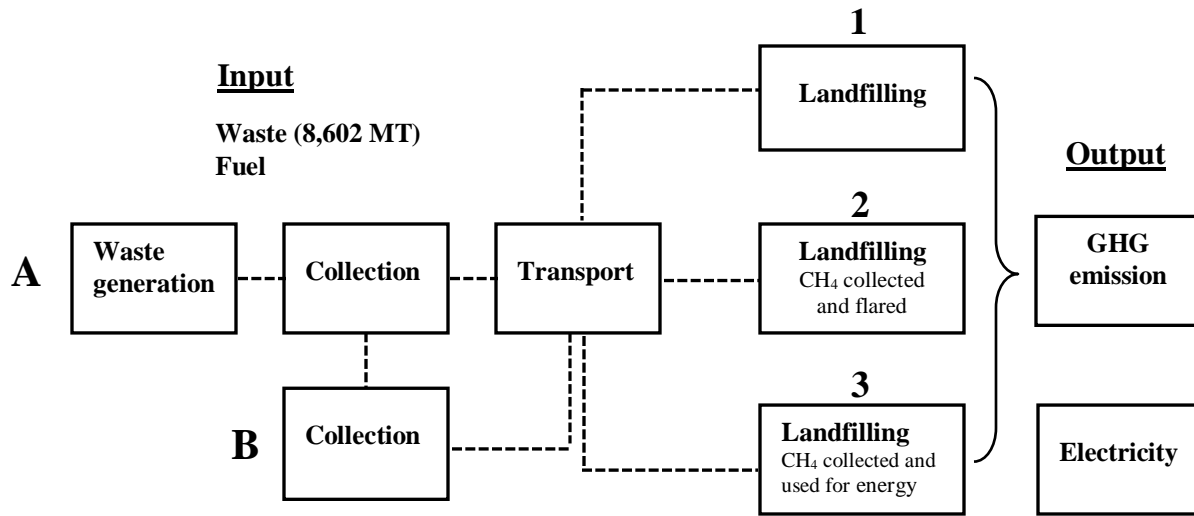 Input
Waste (8,602 MT)
Fuel
A
Waste
generation
Collection
Transport
B
Collection
1
Landfilling
2
Landfilling
CH₄ collected
and flared
3
Landfilling
CH₄ collected and
used for energy
Output
GHG
emission
Electricity